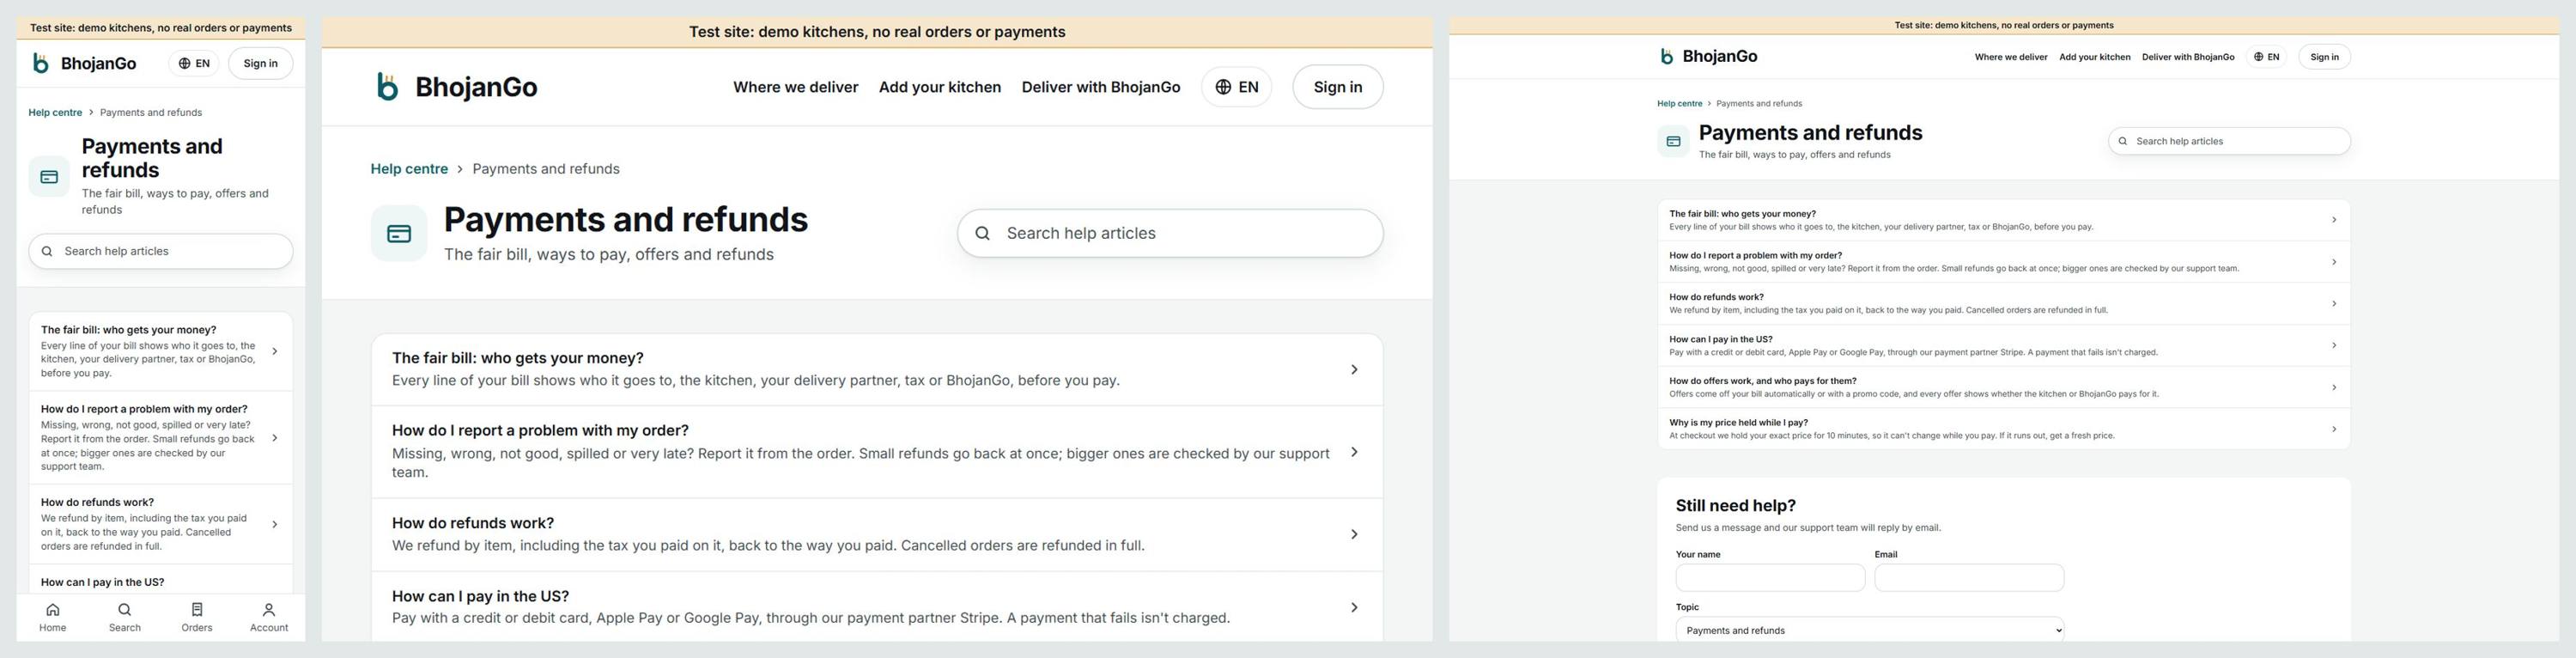 Test site: demo kitchens, no real orders or payments
BhojanGo
EN
Sign in
Help centre > Payments and refunds
Payments and
refunds
The fair bill, ways to pay, offers and
refunds
Search help articles
The fair bill: who gets your money?
Every line of your bill shows who it goes to, the
kitchen, your delivery partner, tax or BhojanGo,
before you pay.
How do I report a problem with my order?
Missing, wrong, not good, spilled or very late?
Report it from the order. Small refunds go back
at once; bigger ones are checked by our
support team.
How do refunds work?
We refund by item, including the tax you paid
on it, back to the way you paid. Cancelled
orders are refunded in full.
How can I pay in the US?
Home
Search
Orders
Account
Test site: demo kitchens, no real orders or payments
BhojanGo
Where we deliver
Add your kitchen
Deliver with BhojanGo
EN
Sign in
Help centre > Payments and refunds
Payments and refunds
The fair bill, ways to pay, offers and refunds
Search help articles
The fair bill: who gets your money?
Every line of your bill shows who it goes to, the kitchen, your delivery partner, tax or BhojanGo, before you pay.
How do I report a problem with my order?
Missing, wrong, not good, spilled or very late? Report it from the order. Small refunds go back at once; bigger ones are checked by our support
team.
How do refunds work?
We refund by item, including the tax you paid on it, back to the way you paid. Cancelled orders are refunded in full.
How can I pay in the US?
Pay with a credit or debit card, Apple Pay or Google Pay, through our payment partner Stripe. A payment that fails isn't charged.
Test site: demo kitchens, no real orders or payments
BhojanGo
Where we deliver
Add your kitchen
Deliver with BhojanGo
EN
Sign in
Help centre > Payments and refunds
Payments and refunds
The fair bill, ways to pay, offers and refunds
Search help articles
The fair bill: who gets your money?
Every line of your bill shows who it goes to, the kitchen, your delivery partner, tax or BhojanGo, before you pay.
How do I report a problem with my order?
Missing, wrong, not good, spilled or very late? Report it from the order. Small refunds go back at once; bigger ones are checked by our support team.
How do refunds work?
We refund by item, including the tax you paid on it, back to the way you paid. Cancelled orders are refunded in full.
How can I pay in the US?
Pay with a credit or debit card, Apple Pay or Google Pay, through our payment partner Stripe. A payment that fails isn't charged.
How do offers work, and who pays for them?
Offers come off your bill automatically or with a promo code, and every offer shows whether the kitchen or BhojanGo pays for it.
Why is my price held while I pay?
At checkout we hold your exact price for 10 minutes, so it can't change while you pay. If it runs out, get a fresh price.
Still need help?
Send us a message and our support team will reply by email.
Your name
Email
Topic
Payments and refunds